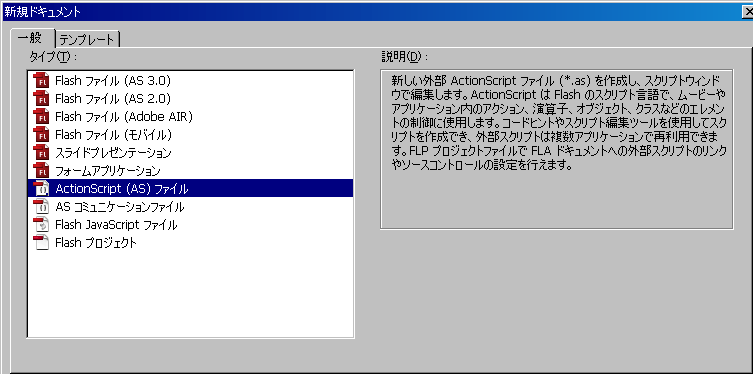 新規ドキュメント
一般 テンプレート
タイプ(T) :
Flash ファイル (AS 3.0)
Flash ファイル (AS 2.0)
Flash ファイル (Adobe AIR)
Flash ファイル (モバイル)
スライドプレゼンテーション
フォームアプリケーション
ActionScript (AS) ファイル
AS コミュニケーションファイル
Flash JavaScript ファイル
Flash プロジェクト
説明(D) :
新しい外部 ActionScript ファイル (*.as) を作成し、スクリプトウィンド
ウで編集します。ActionScript は Flash のスクリプト言語で、ムービーや
アプリケーション内のアクション、演算子、オブジェクト、クラスなどのエレメン
トの制御に使用します。コードヒントやスクリプト編集ツールを使用してスク
リプトを作成でき、外部スクリプトは複数アプリケーションで再利用できま
す。FLP プロジェクトファイルで FLA ドキュメントへの外部スクリプトのリンク
やソースコントロールの設定を行えます。